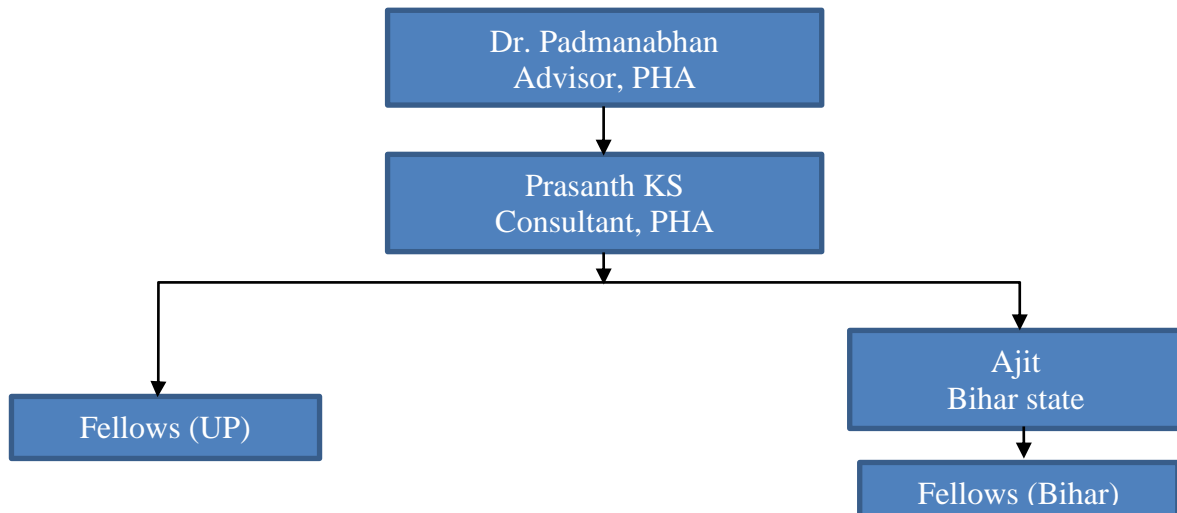 Dr. Padmanabhan
Advisor, PHA
Prasanth KS
Consultant, PHA
Ajit
Bihar state
Fellows (UP)
Fellows (Bihar)